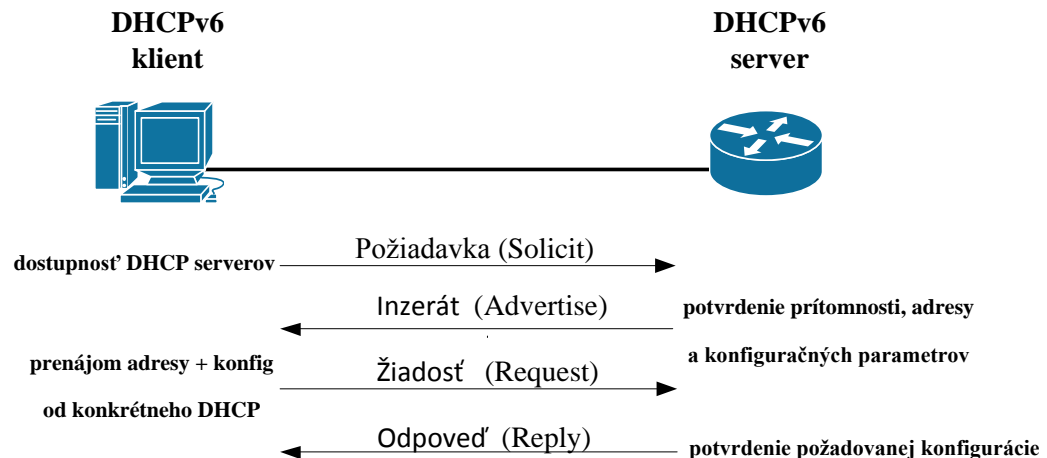 DHCPv6
klient
DHCPv6
server
Požiadavka (Solicit)
dostupnosť DHCP serverov
Inzerát (Advertise)
potvrdenie prítomnosti, adresy
a konfiguračných parametrov
prenájom adresy + konfig
od konkrétneho DHCP
Žiadosť (Request)
Odpoveď (Reply)
potvrdenie požadovanej konfigurácie